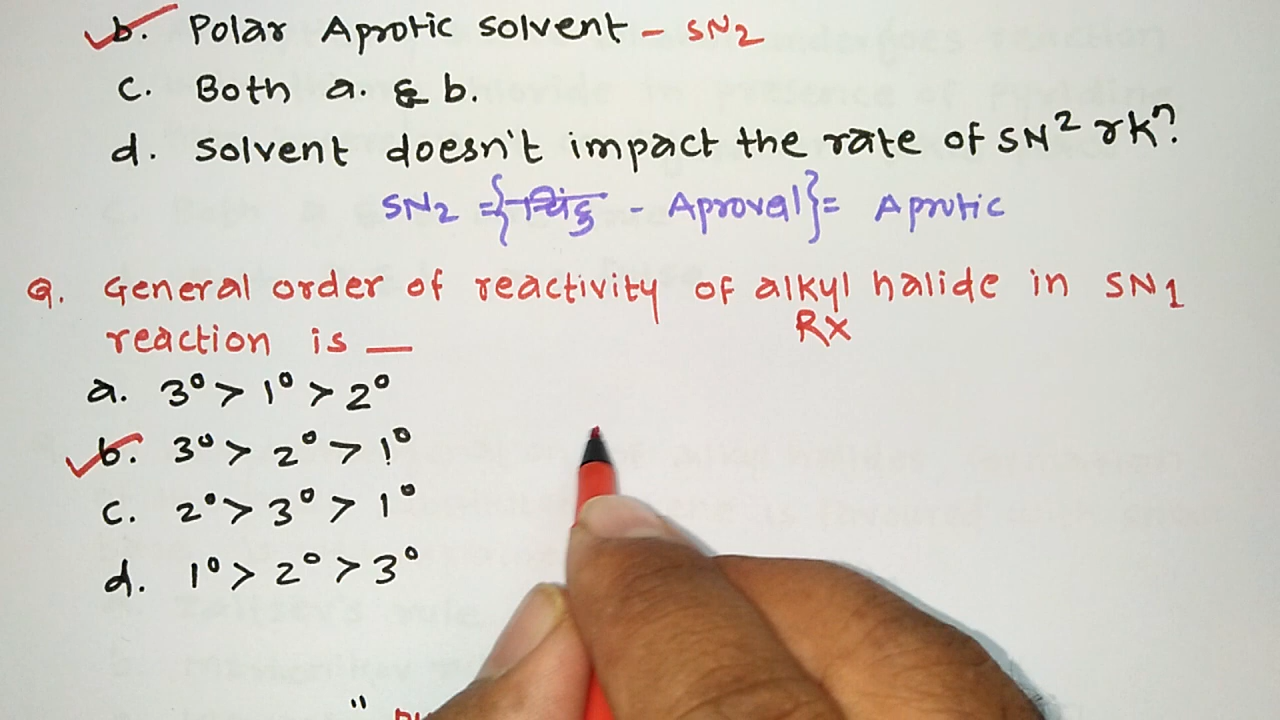 b. Polar Aprotic solvent - SN2
c. Both a. & b.
d. Solvent doesn't impact the rate of SN2 rxn?
SN2 = { - Aproval } = Aprotic
Q. General order of reactivity of alkyl halide in SN1
RX
reaction is __
a. 3° > 1° > 2°
b. 3° > 2° > 1°
c. 2° > 3° > 1°
d. 1° > 2° > 3°